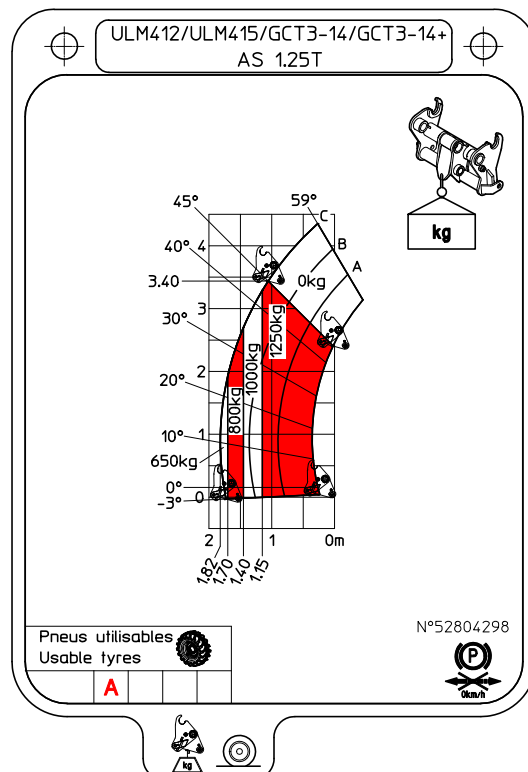 ULM412/ULM415/GCT3-14/GCT3-14+
AS 1.25T
kg
59°
C
B
A
45°
40°
30°
20°
10°
0°
-3°
4
3.40
3
2
1
0
0kg
1250kg
1000kg
800kg
650kg
2
1
0m
1.82
1.70
1.40
1.15
Pneus utilisables
Usable tyres
A
N°52804298
P
0km/h
kg